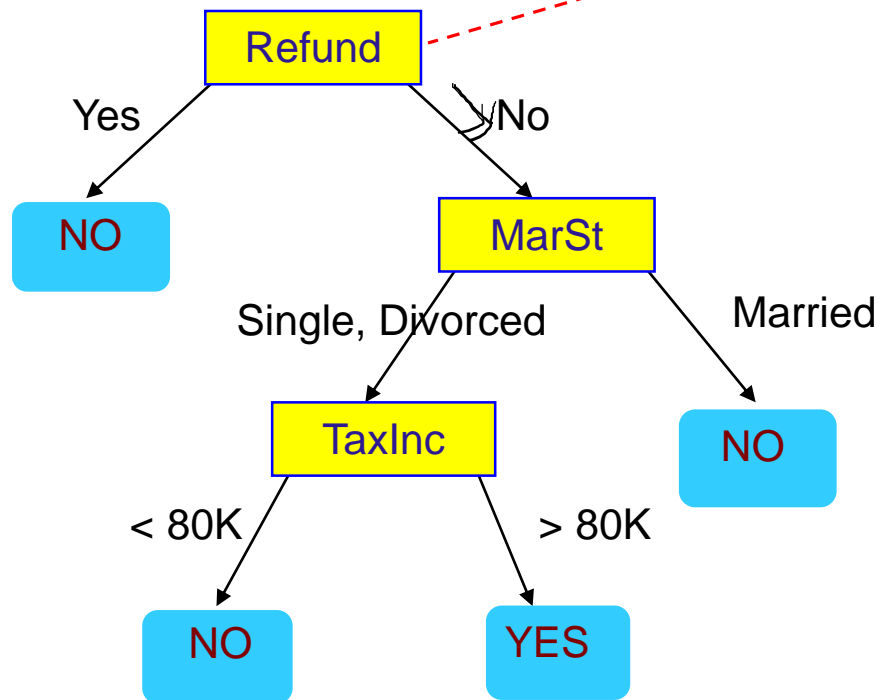 Refund
Yes
No
NO
MarSt
Single, Divorced
Married
TaxInc
NO
< 80K
> 80K
NO
YES